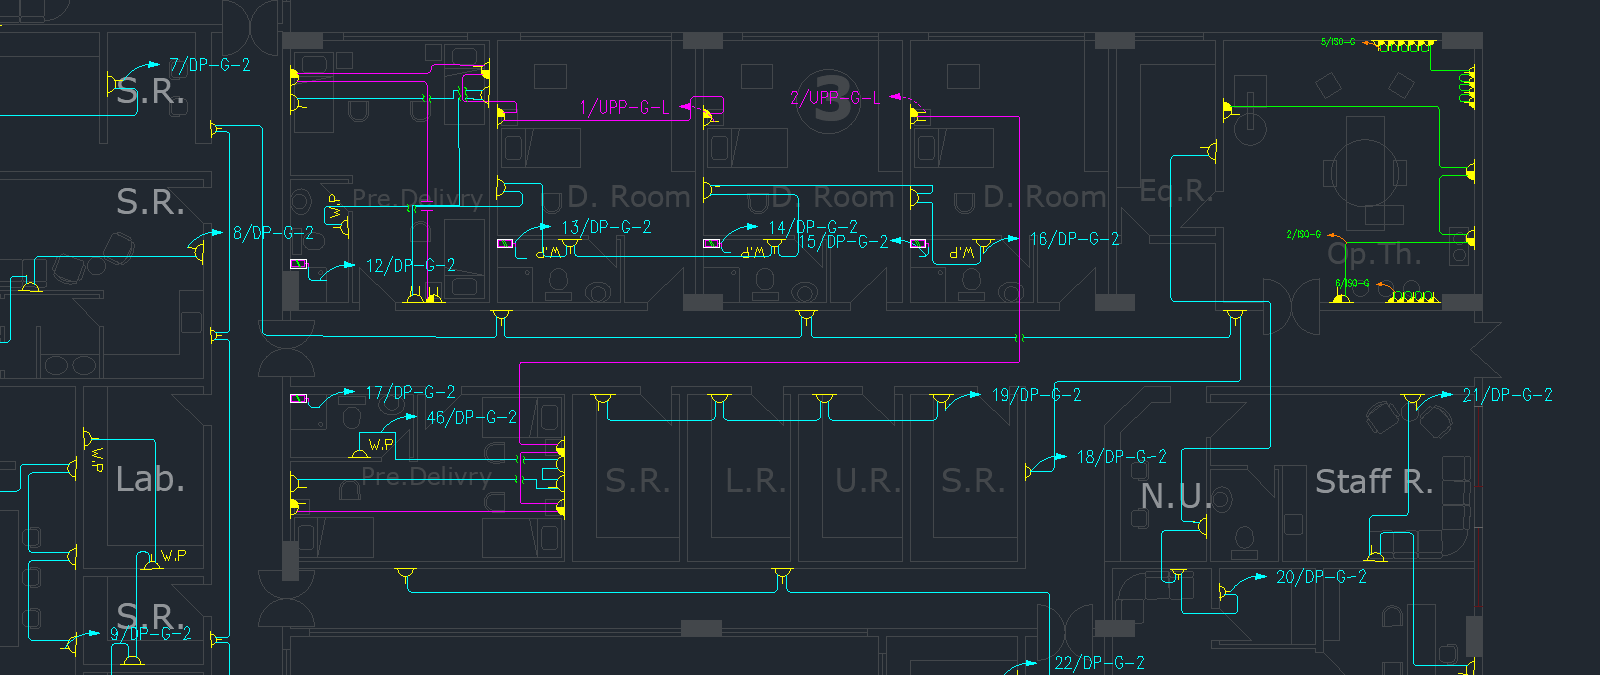 5/ISO-G
7/DP-G-2
S.R.
1/UPP-G-L
2/UPP-G-L
3
Pre.Delivry
D. Room
D. Room
D. Room
Ed.R.
S.R.
W.P
8/DP-G-2
13/DP-G-2
14/DP-G-2
15/DP-G-2
16/DP-G-2
2/ISO-G
Op.Th.
W.P
W.P
W.P
12/DP-G-2
6/ISO-G
17/DP-G-2
19/DP-G-2
21/DP-G-2
46/DP-G-2
W.P
W.P
18/DP-G-2
Lab.
Pre.Delivry
S.R.
L.R.
U.R.
S.R.
N.U.
Staff R.
W.P
20/DP-G-2
S.R.
9/DP-G-2
22/DP-G-2